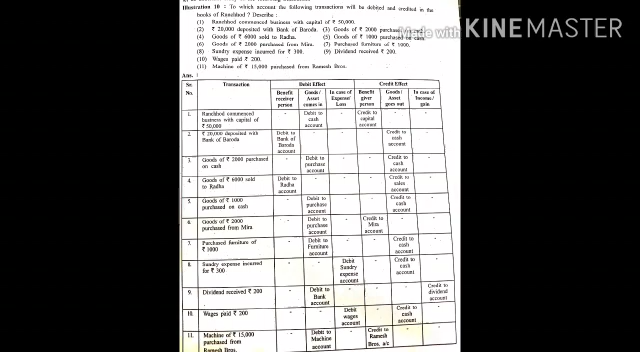 Illustration 10 : To which account the following transactions will be debited and credited in the
books of Ranchhod ? Describe :
(1) Ranchhod commenced business with capital of ₹ 50,000.
(2) ₹ 20,000 deposited with Bank of Baroda. (3) Goods of ₹ 2000 purchased
(4) Goods of ₹ 6000 sold to Radha. (5) Goods of ₹ 1000 purchased on cash
(6) Goods of ₹ 2000 purchased from Mira. (7) Purchased furniture of ₹ 1000.
(8) Sundry expense incurred for ₹ 300. (9) Dividend received ₹ 200.
(10) Wages paid ₹ 200.
(11) Machine of ₹ 15,000 purchased from Ramesh Bros.
Made with KINEMASTER
Ans. :
Sr. No. Transaction Debit Effect Credit Effect
Benefit receiver person Goods/ Asset comes in In case of Expense/ Loss Benefit giver person Goods/ Asset goes out In case of Income/ gain
1. Ranchhod commenced business with capital of ₹ 50,000 - Debit to cash account - Credit to capital account - -
2. ₹ 20,000 deposited with Bank of Baroda Debit to Bank of Baroda account - - - Credit to cash account -
3. Goods of ₹ 2000 purchased on cash - Debit to purchase account - - Credit to cash account -
4. Goods of ₹ 6000 sold to Radha Debit to Radha account - - - Credit to sales account -
5. Goods of ₹ 1000 purchased on cash - Debit to purchase account - - Credit to cash account -
6. Goods of ₹ 2000 purchased from Mira - Debit to purchase account - Credit to Mira account - -
7. Purchased furniture of ₹ 1000 - Debit to Furniture account - - Credit to cash account -
8. Sundry expense incurred for ₹ 300 - - Debit Sundry expense account - Credit to cash account -
9. Dividend received ₹ 200 - Debit to Bank account - - - Credit to dividend account
10. Wages paid ₹ 200 - - Debit wages account - Credit to cash account -
11. Machine of ₹ 15,000 purchased from Ramesh Bros. - Debit to Machine account - Credit to Ramesh Bros. a/c - -